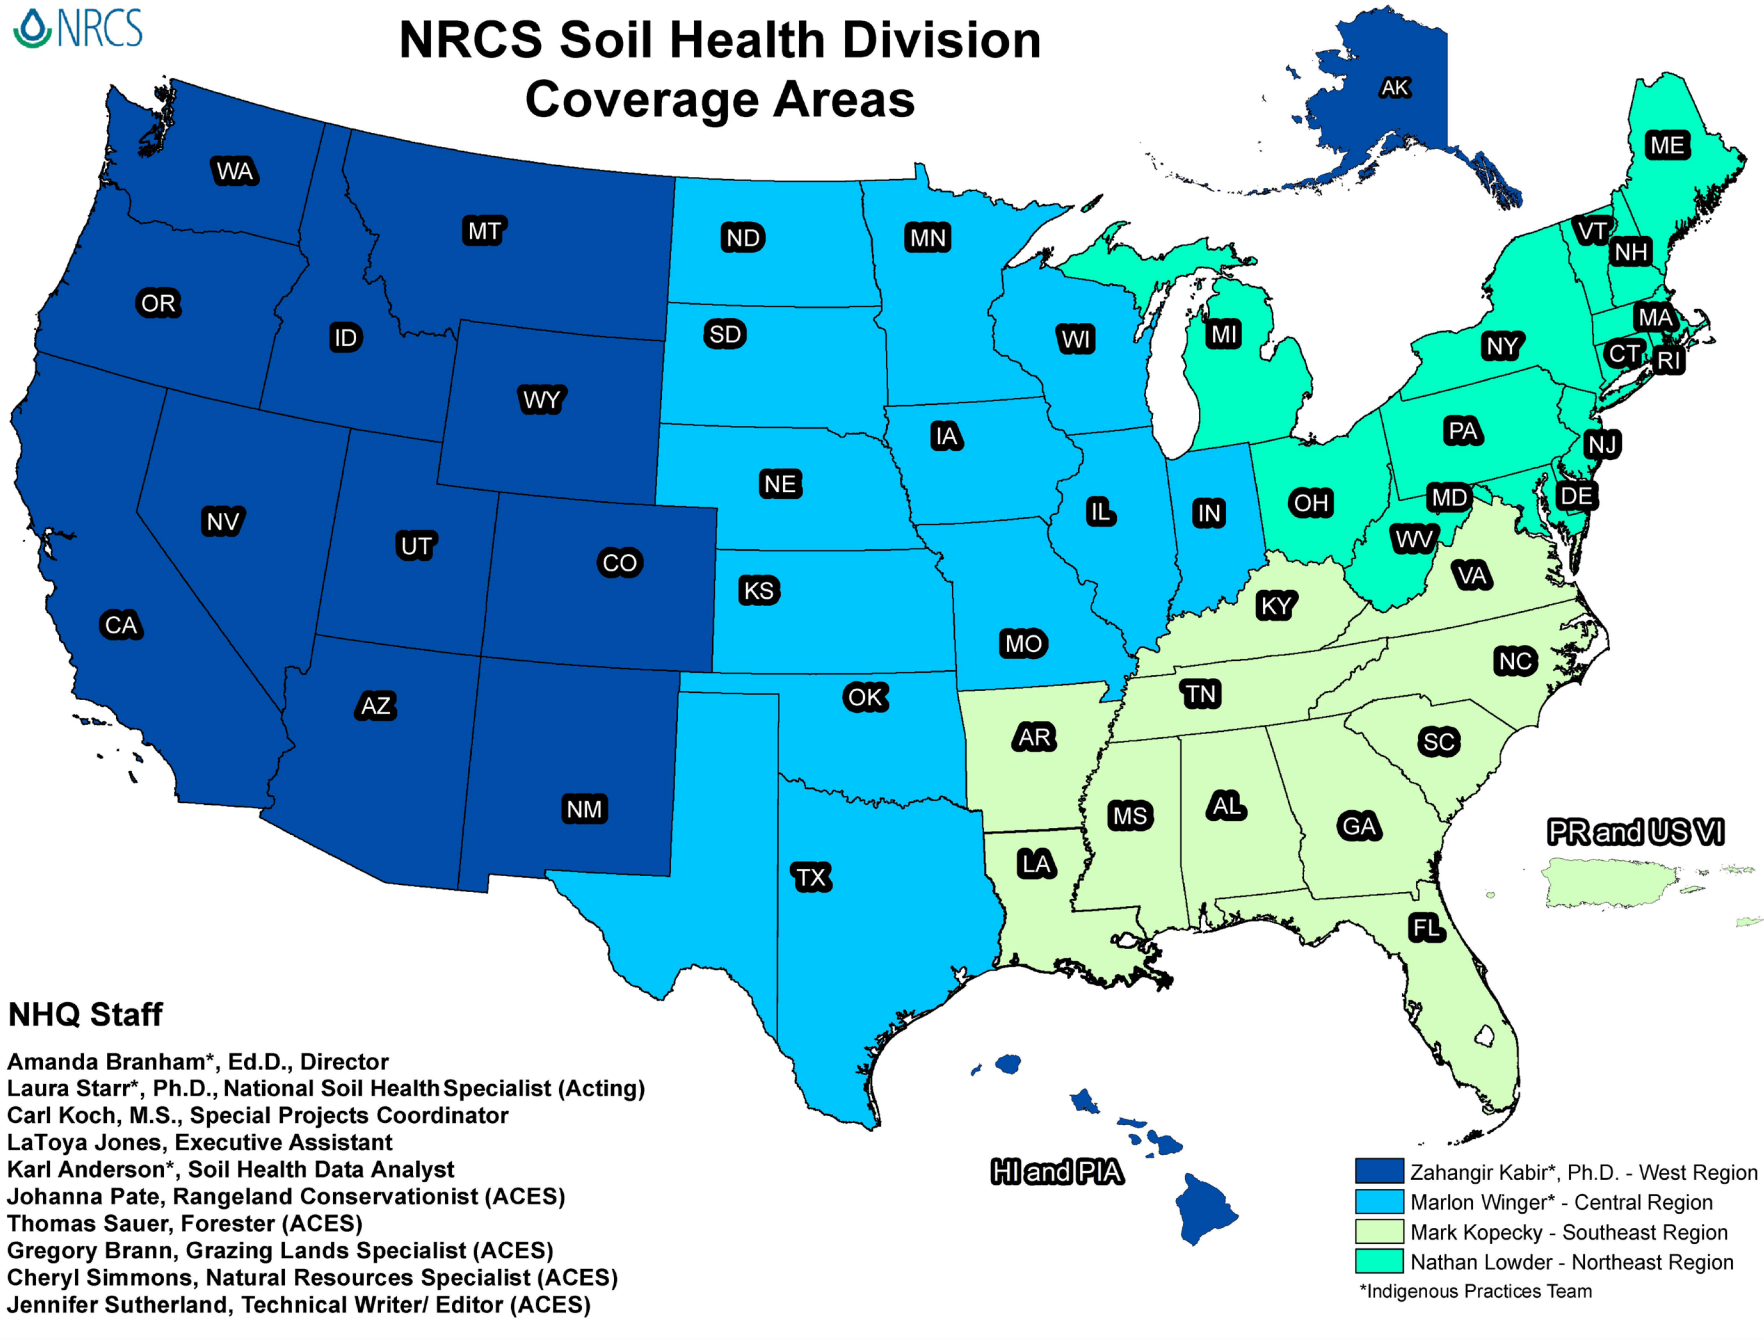 NRCS
NRCS Soil Health Division
Coverage Areas
AK
ME
WA
MT
ND
MN
VT
NH
OR
ID
SD
WI
MI
NY
MA
CT
RI
WY
IA
PA
NJ
NE
IL
IN
OH
MD
DE
NV
UT
CO
KS
WV
VA
CA
MO
KY
NC
AZ
OK
TN
AR
SC
NM
MS
AL
GA
PR and US VI
TX
LA
FL
HI and PIA
NHQ Staff
Amanda Branham*, Ed.D., Director
Laura Starr*, Ph.D., National Soil Health Specialist (Acting)
Carl Koch, M.S., Special Projects Coordinator
LaToya Jones, Executive Assistant
Karl Anderson*, Soil Health Data Analyst
Johanna Pate, Rangeland Conservationist (ACES)
Thomas Sauer, Forester (ACES)
Gregory Brann, Grazing Lands Specialist (ACES)
Cheryl Simmons, Natural Resources Specialist (ACES)
Jennifer Sutherland, Technical Writer/ Editor (ACES)
Zahangir Kabir*, Ph.D. - West Region
Marlon Winger* - Central Region
Mark Kopecky - Southeast Region
Nathan Lowder - Northeast Region
*Indigenous Practices Team